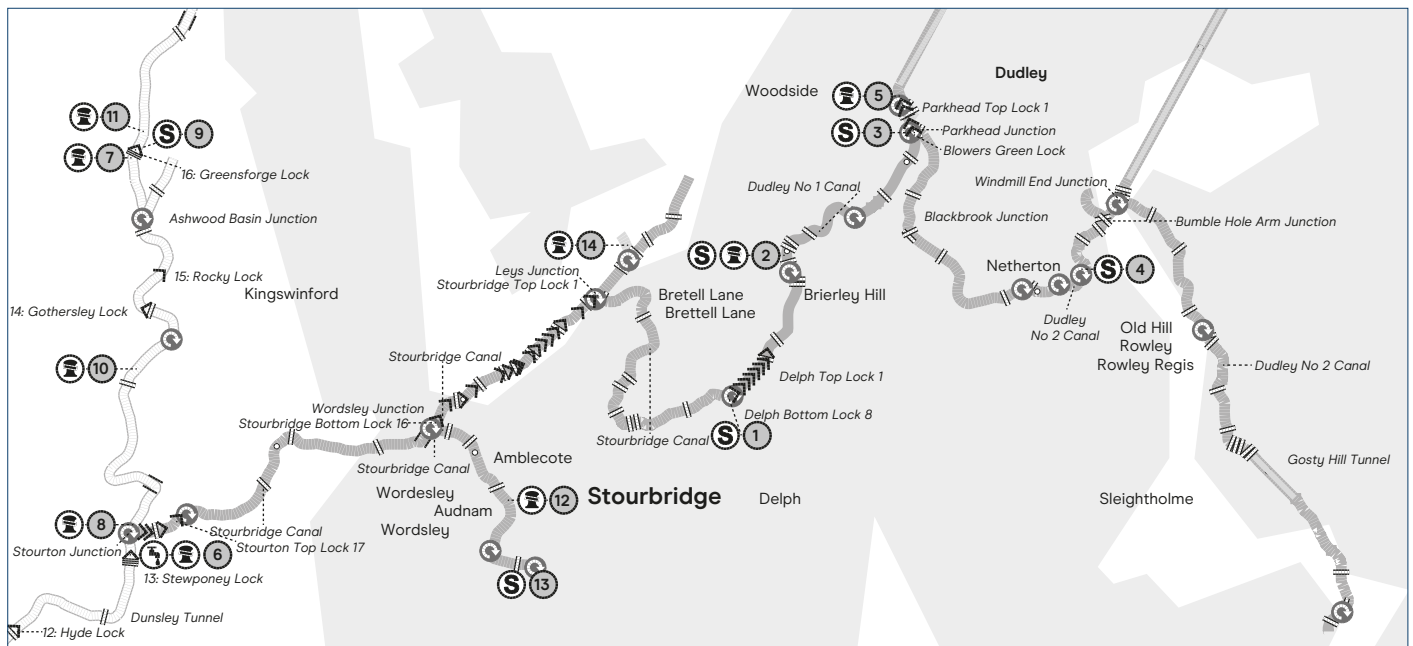 Dudley
Woodside
5
Parkhead Top Lock 1
11
S 9
S 3
Parkhead Junction
Blowers Green Lock
7
16: Greensforge Lock
Windmill End Junction
Dudley No 1 Canal
Ashwood Basin Junction
Blackbrook Junction
Bumble Hole Arm Junction
14
S 2
Leys Junction
Stourbridge Top Lock 1
15: Rocky Lock
Netherton
S 4
Kingswinford
Bretell Lane
Brettell Lane
Brierley Hill
14: Gothersley Lock
Dudley
No 2 Canal
Old Hill
Rowley
Rowley Regis
Stourbridge Canal
10
Delph Top Lock 1
Dudley No 2 Canal
Wordsley Junction
Stourbridge Bottom Lock 16
Delph Bottom Lock 8
S 1
Stourbridge Canal
Amblecote
Stourbridge Canal
Gosty Hill Tunnel
Wordesley
Audnam
Wordsley
12
Stourbridge
Delph
Sleightholme
8
Stourbridge Canal
Stourton Top Lock 17
Stourton Junction
6
13: Stewponey Lock
S 13
Dunsley Tunnel
12: Hyde Lock